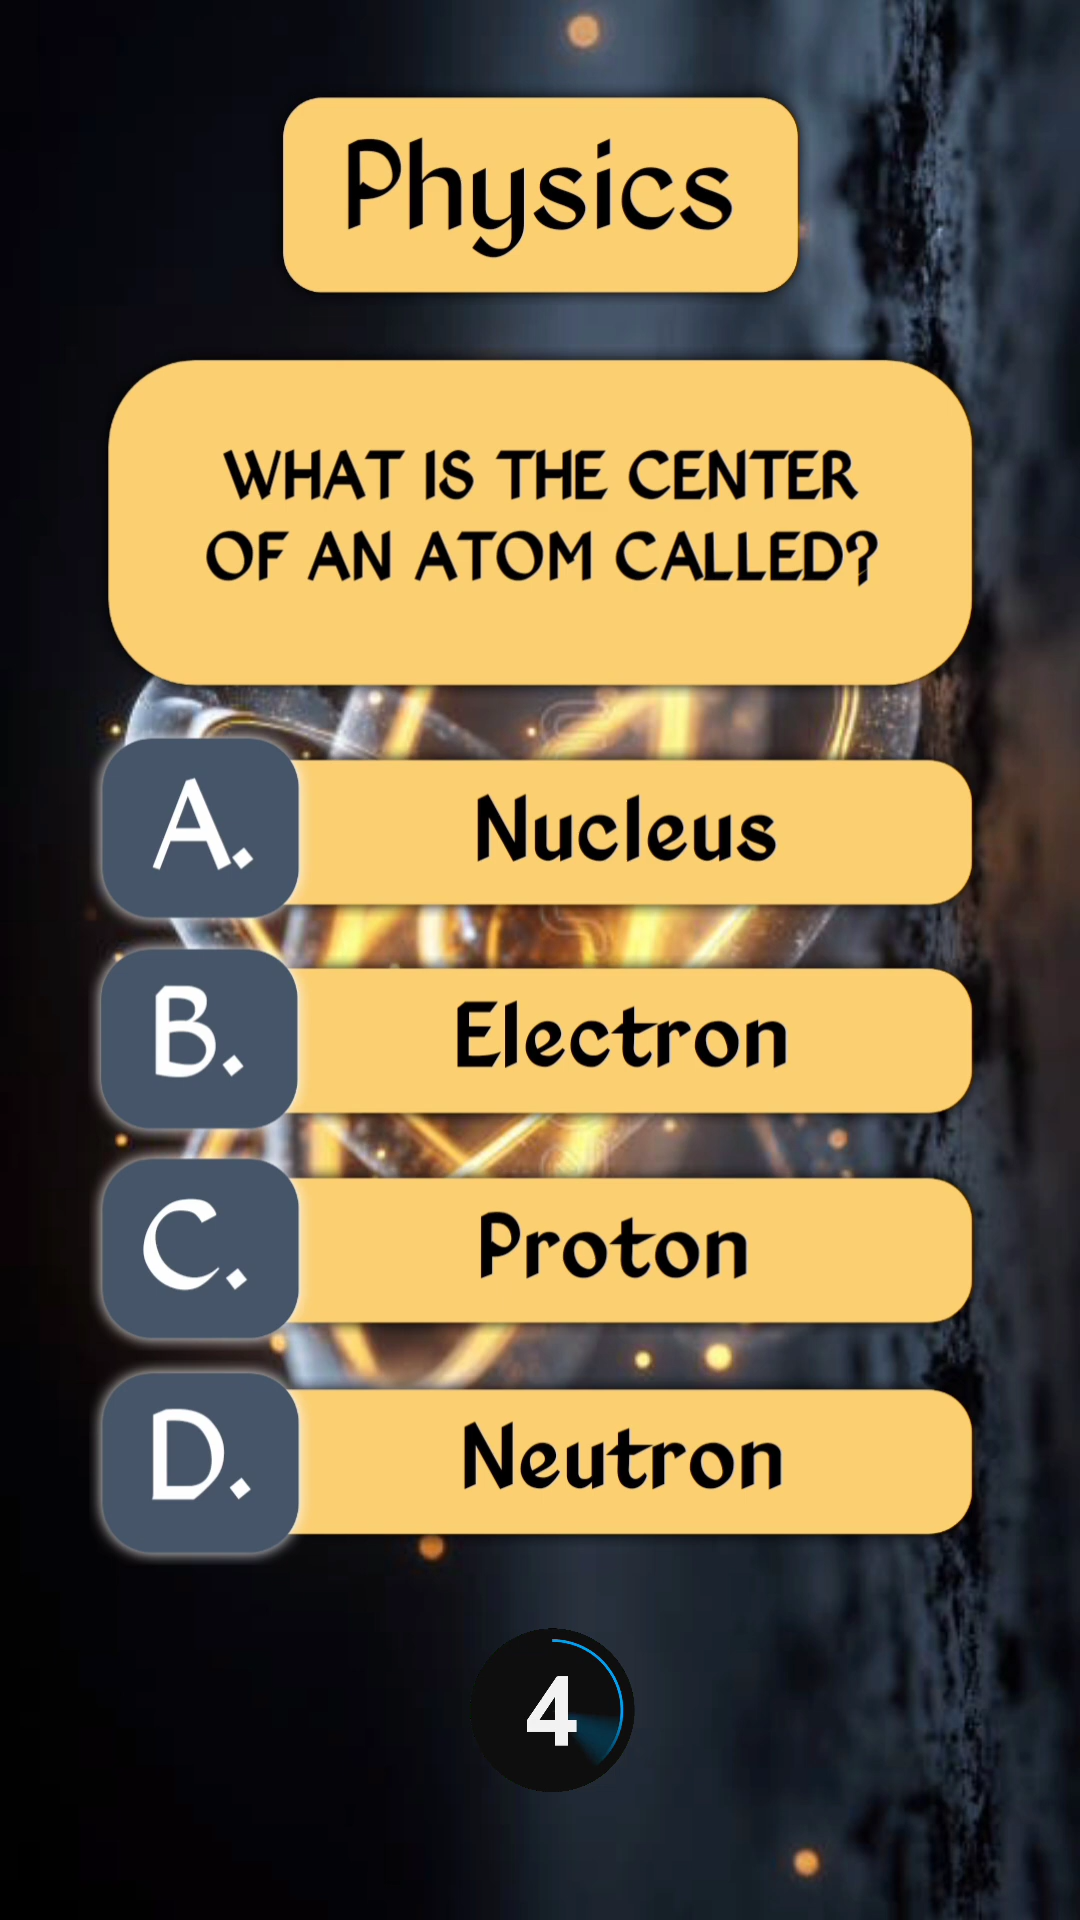 Physics
WHAT IS THE CENTER
OF AN ATOM CALLED?
A.
Nucleus
B.
Electron
C.
Proton
D.
Neutron
4